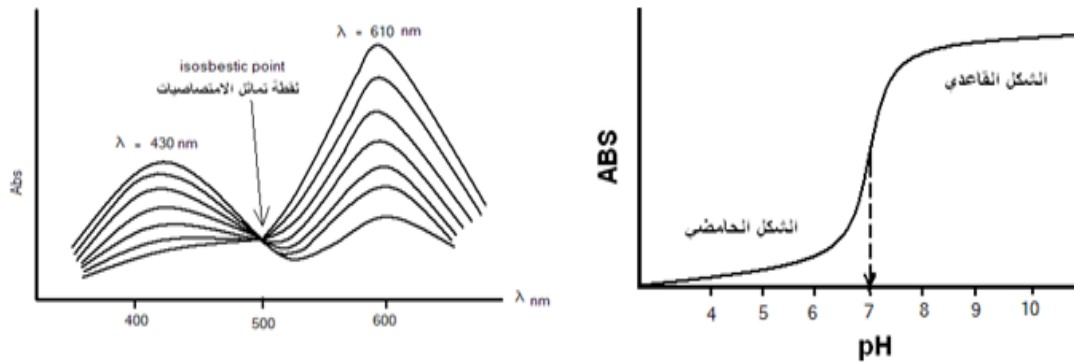 λ = 610 nm
isosbestic point
نقطة تماثل الامتصاصيات
λ = 430 nm
Abs
400
500
600
λ nm
ABS
الشكل القاعدي
الشكل الحامضي
4 5 6 7 8 9 10
pH